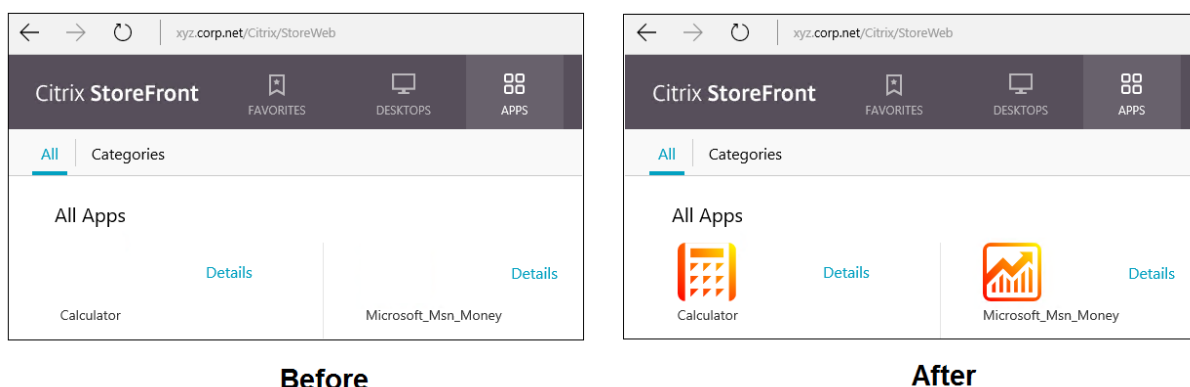 xyz.corp.net/Citrix/StoreWeb
Citrix StoreFront
FAVORITES
DESKTOPS
APPS
All
Categories
All Apps
Details
Details
Calculator
Microsoft_Msn_Money
Before
xyz.corp.net/Citrix/StoreWeb
Citrix StoreFront
FAVORITES
DESKTOPS
APPS
All
Categories
All Apps
Details
Details
Calculator
Microsoft_Msn_Money
After